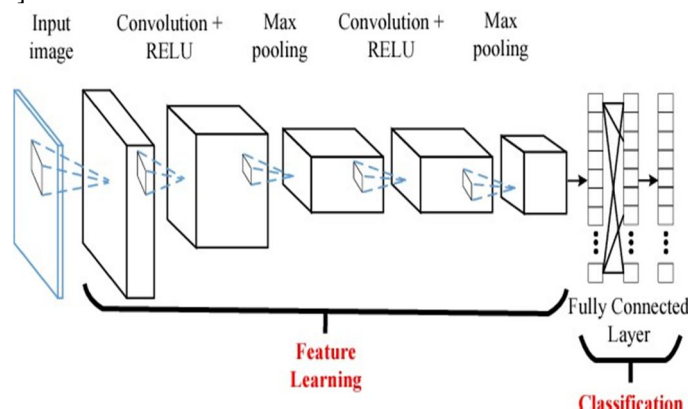 ]
Input
image
Convolution +
RELU
Max
pooling
Convolution +
RELU
Max
pooling
Fully Connected
Layer
Feature
Learning
Classification